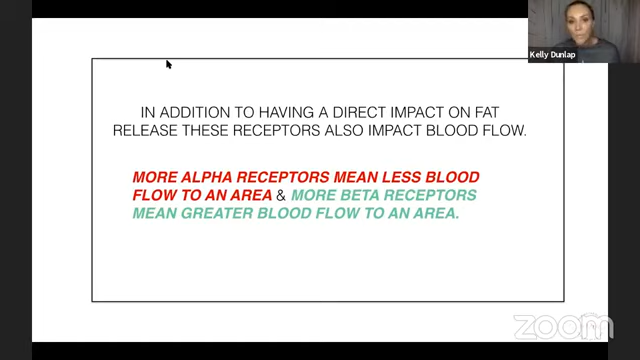 Kelly Dunlap
IN ADDITION TO HAVING A DIRECT IMPACT ON FAT
RELEASE THESE RECEPTORS ALSO IMPACT BLOOD FLOW.
MORE ALPHA RECEPTORS MEAN LESS BLOOD
FLOW TO AN AREA & MORE BETA RECEPTORS
MEAN GREATER BLOOD FLOW TO AN AREA.
zoom